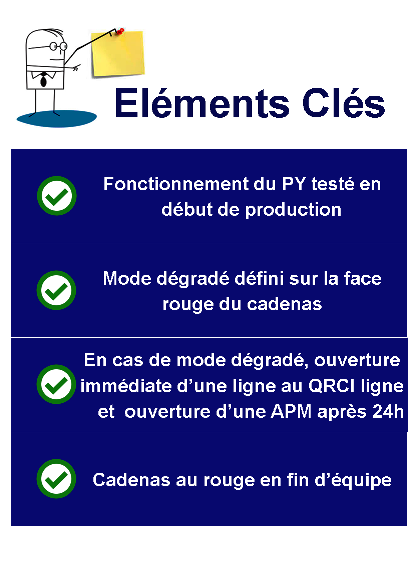 Eléments Clés
Fonctionnement du PY testé en
début de production
Mode dégradé défini sur la face
rouge du cadenas
En cas de mode dégradé, ouverture
immédiate d’une ligne au QRCI ligne
et ouverture d’une APM après 24h
Cadenas au rouge en fin d’équipe